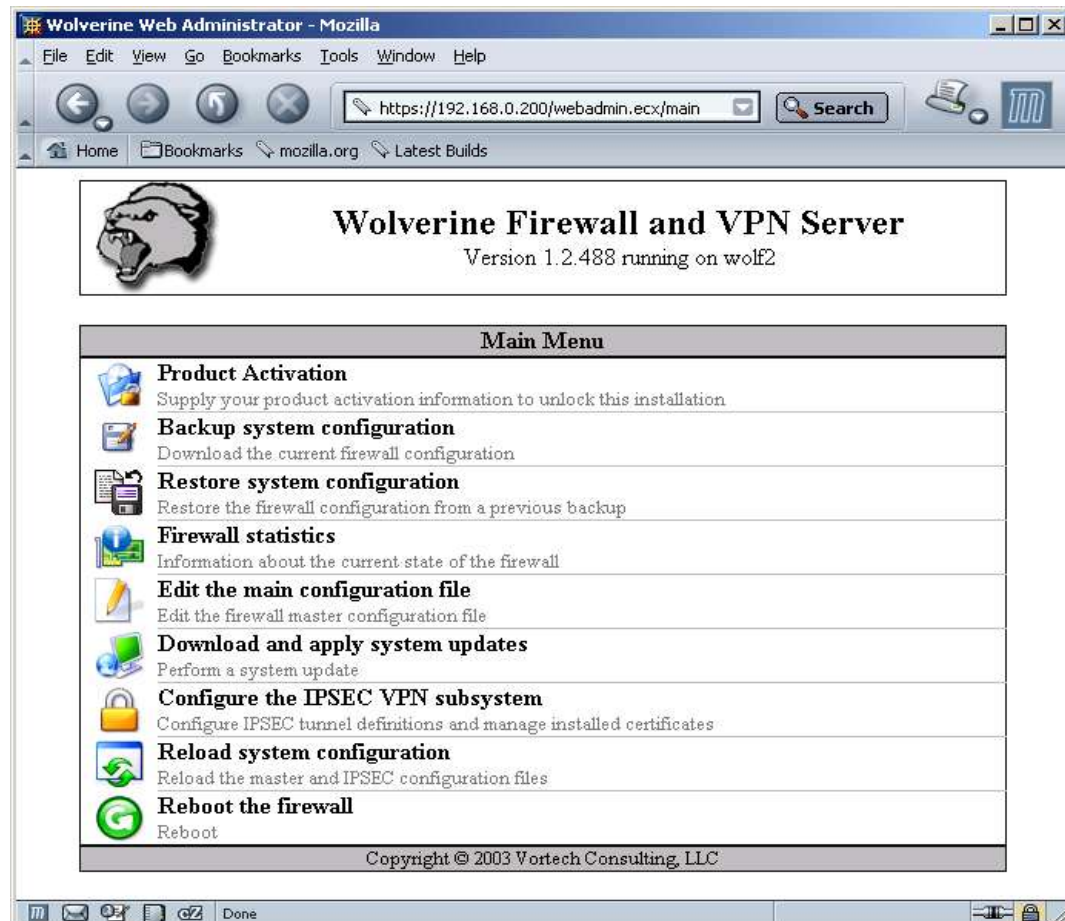 Wolverine Web Administrator - Mozilla
File Edit View Go Bookmarks Tools Window Help
https://192.168.0.200/webadmin.ecx/main Search
Home Bookmarks mozilla.org Latest Builds
Wolverine Firewall and VPN Server
Version 1.2.488 running on wolf2
Main Menu
Product Activation
Supply your product activation information to unlock this installation
Backup system configuration
Download the current firewall configuration
Restore system configuration
Restore the firewall configuration from a previous backup
Firewall statistics
Information about the current state of the firewall
Edit the main configuration file
Edit the firewall master configuration file
Download and apply system updates
Perform a system update
Configure the IPSEC VPN subsystem
Configure IPSEC tunnel definitions and manage installed certificates
Reload system configuration
Reload the master and IPSEC configuration files
Reboot the firewall
Reboot
Copyright © 2003 Vortech Consulting, LLC
Done